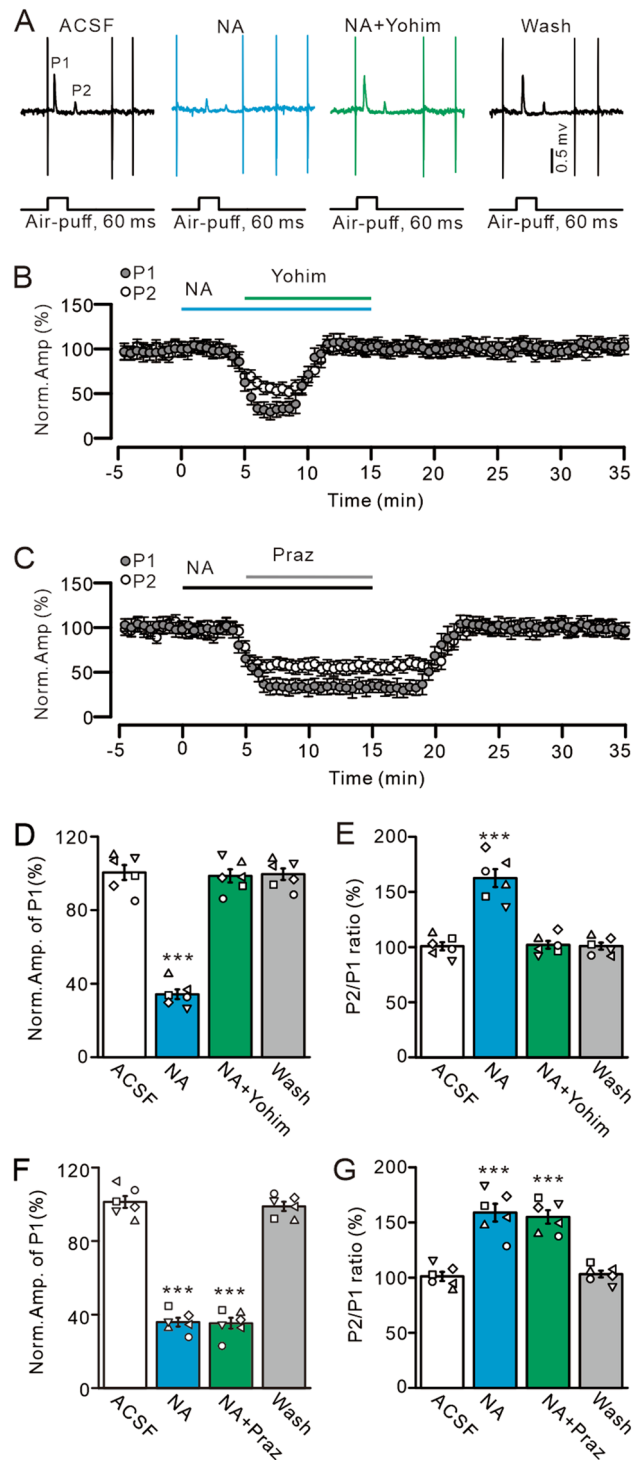 A
ACSF
NA
NA+Yohim
Wash
P1
P2
0.5 mv
Air-puff, 60 ms
Air-puff, 60 ms
Air-puff, 60 ms
Air-puff, 60 ms
B
P1
P2
NA
Yohim
Norm.Amp (%)
150
100
50
0
-5 0 5 10 15 20 25 30 35
Time (min)
C
P1
P2
NA
Praz
Norm.Amp (%)
150
100
50
0
-5 0 5 10 15 20 25 30 35
Time (min)
D
Norm.Amp. of P1(%)
120
80
40
0
***
ACSF
NA
NA+Yohim
Wash
E
P2/P1 ratio (%)
200
150
100
50
0
***
ACSF
NA
NA+Yohim
Wash
F
Norm.Amp. of P1(%)
120
80
40
0
***
***
ACSF
NA
NA+Praz
Wash
G
P2/P1 ratio (%)
200
150
100
50
0
***
***
ACSF
NA
NA+Praz
Wash